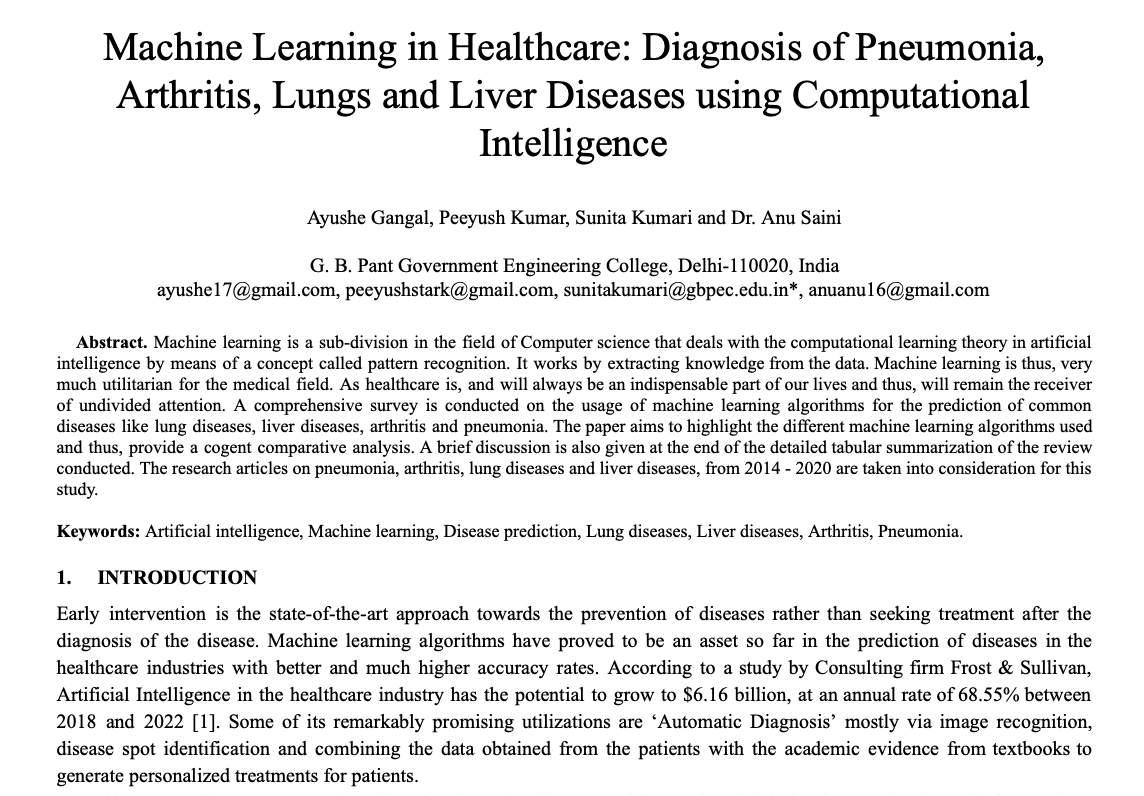 Machine Learning in Healthcare: Diagnosis of Pneumonia,
Arthritis, Lungs and Liver Diseases using Computational
Intelligence
Ayushe Gangal, Peeyush Kumar, Sunita Kumari and Dr. Anu Saini
G. B. Pant Government Engineering College, Delhi-110020, India
ayushe17@gmail.com, peeyushstark@gmail.com, sunitakumari@gbpec.edu.in*, anuanu16@gmail.com
Abstract. Machine learning is a sub-division in the field of Computer science that deals with the computational learning theory in artificial
intelligence by means of a concept called pattern recognition. It works by extracting knowledge from the data. Machine learning is thus, very
much utilitarian for the medical field. As healthcare is, and will always be an indispensable part of our lives and thus, will remain the receiver
of undivided attention. A comprehensive survey is conducted on the usage of machine learning algorithms for the prediction of common
diseases like lung diseases, liver diseases, arthritis and pneumonia. The paper aims to highlight the different machine learning algorithms used
and thus, provide a cogent comparative analysis. A brief discussion is also given at the end of the detailed tabular summarization of the review
conducted. The research articles on pneumonia, arthritis, lung diseases and liver diseases, from 2014 - 2020 are taken into consideration for this
study.
Keywords: Artificial intelligence, Machine learning, Disease prediction, Lung diseases, Liver diseases, Arthritis, Pneumonia.
1. INTRODUCTION
Early intervention is the state-of-the-art approach towards the prevention of diseases rather than seeking treatment after the
diagnosis of the disease. Machine learning algorithms have proved to be an asset so far in the prediction of diseases in the
healthcare industries with better and much higher accuracy rates. According to a study by Consulting firm Frost & Sullivan,
Artificial Intelligence in the healthcare industry has the potential to grow to $6.16 billion, at an annual rate of 68.55% between
2018 and 2022 [1]. Some of its remarkably promising utilizations are ‘Automatic Diagnosis’ mostly via image recognition,
disease spot identification and combining the data obtained from the patients with the academic evidence from textbooks to
generate personalized treatments for patients.